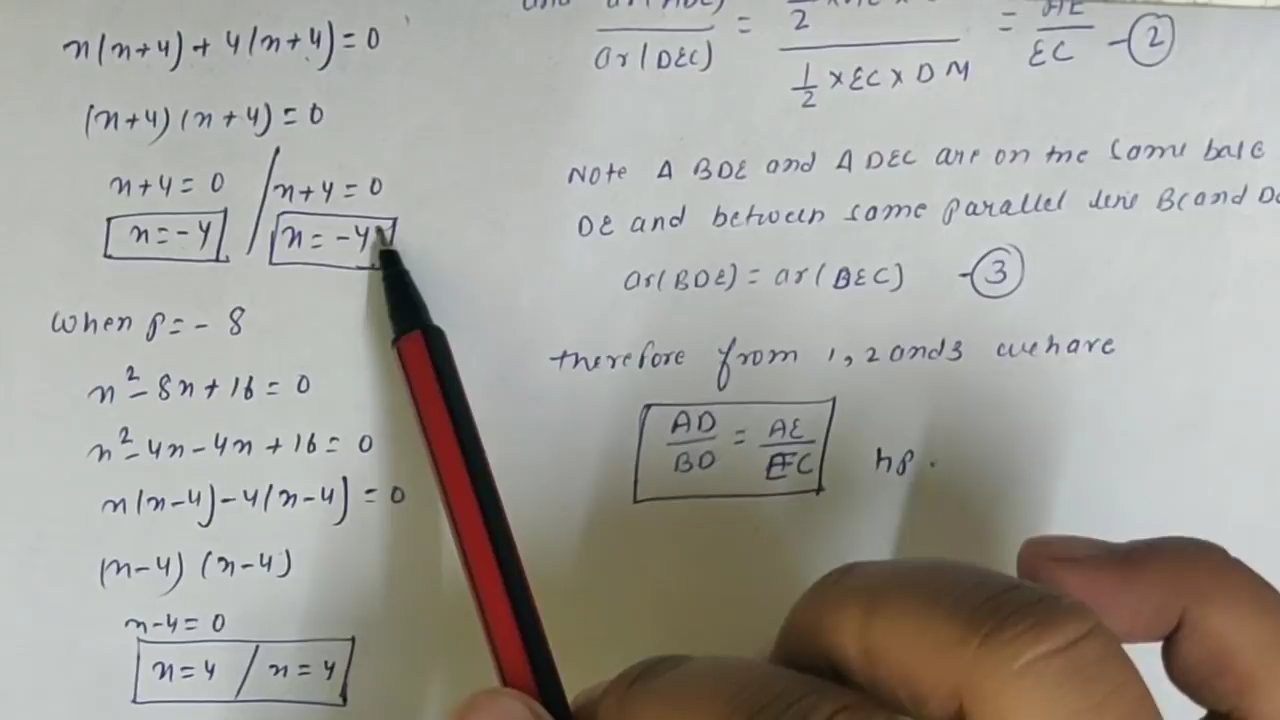 n(n+4)+4(n+4)=0
(n+4)(n+4)=0
n+4=0 / n+4=0
n=-4 / n=-4
When P=-8
n²-8n+16=0
n²-4n-4n+16=0
n(n-4)-4(n-4)=0
(n-4) (n-4)
n-4=0
n=4 / n=4
ar(DEC) = 1/2 ×EC×DM = AE/EC -②
Note Δ BDE and Δ DEC are on the same base
DE and between same parallel line BC and DE
ar(BDE)=ar(DEC) -③
therefore from 1,2 and 3 we have
AD/BD = AE/EC hp.